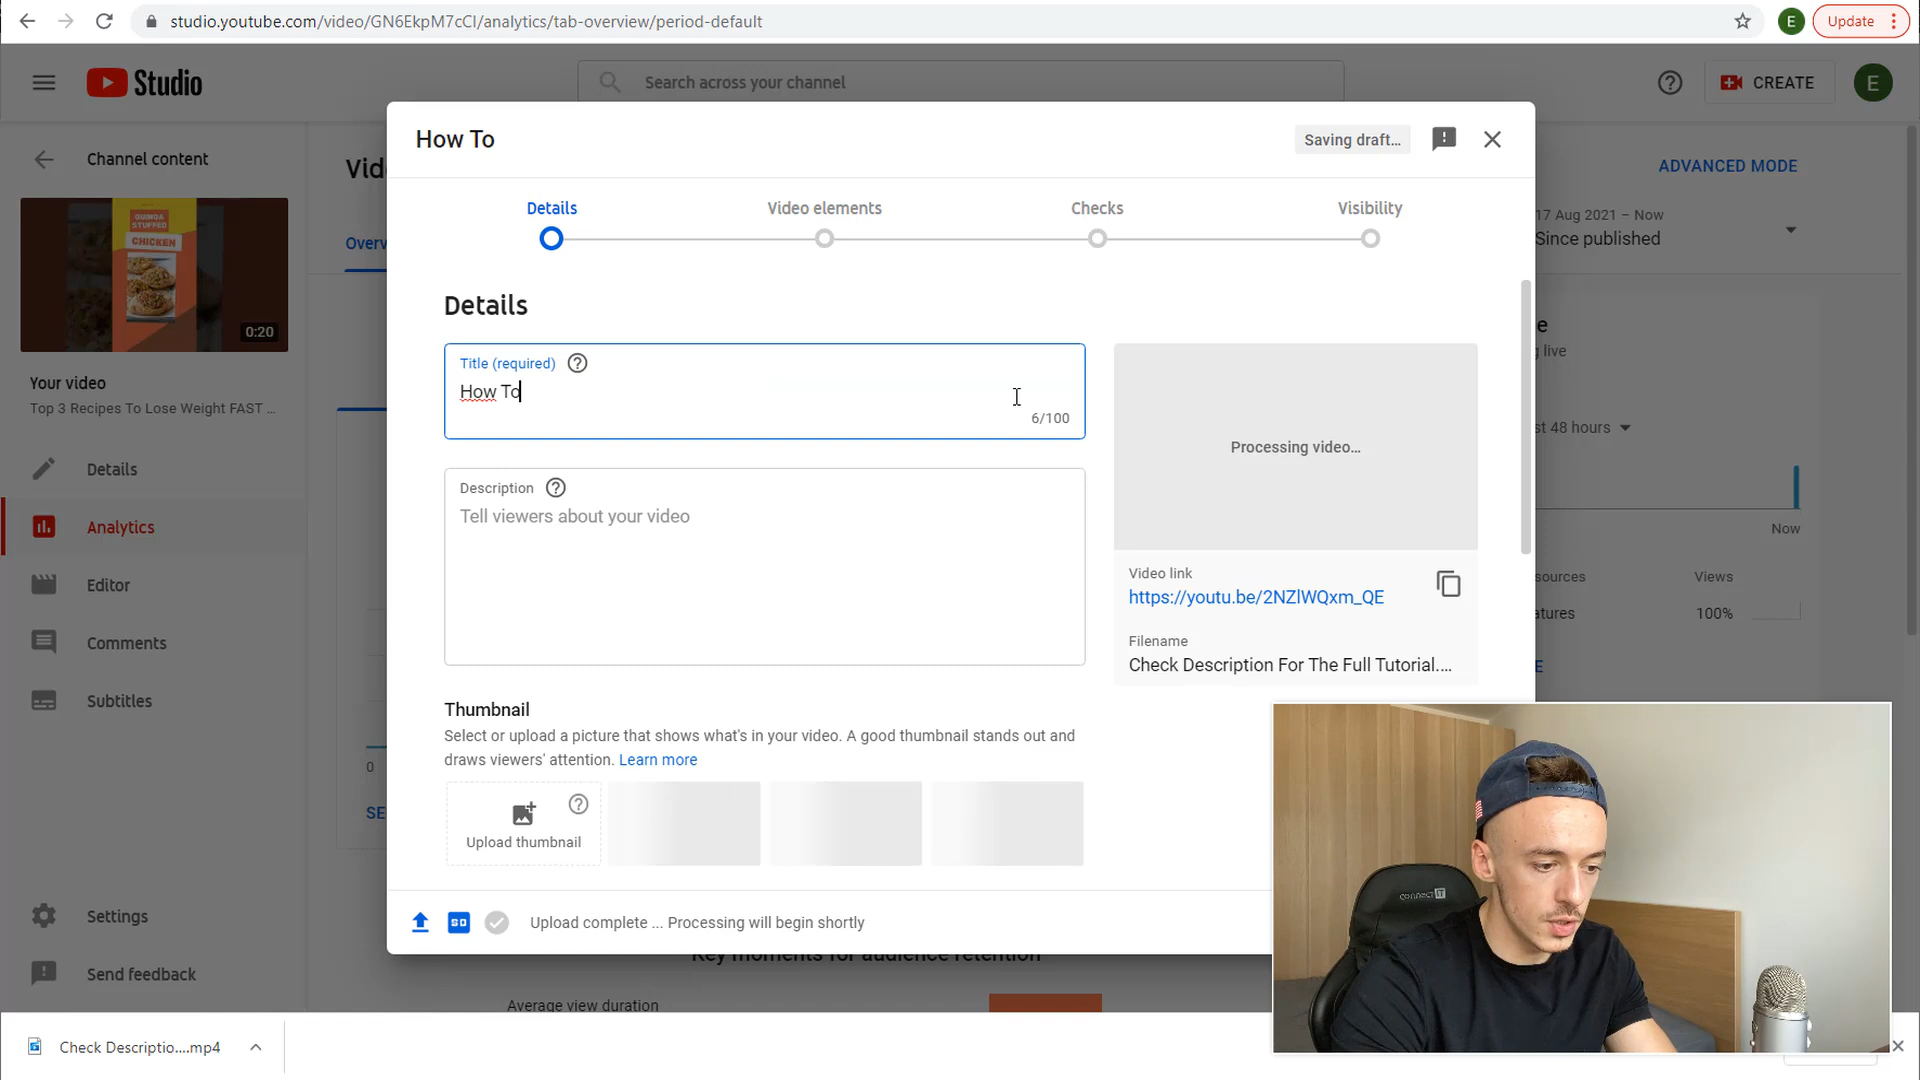 studio.youtube.com/video/GN6EkpM7cCI/analytics/tab-overview/period-default
E
Update
Studio
Search across your channel
CREATE
E
Channel content
QUINOA
STUFFED
CHICKEN
0:20
Your video
Top 3 Recipes To Lose Weight FAST ...
Details
Analytics
Editor
Comments
Subtitles
Settings
Send feedback
Vid
Overv
0
SE
How To
Saving draft...
Details
Video elements
Checks
Visibility
Details
Title (required)
How To
6/100
Description
Tell viewers about your video
Processing video...
Video link
https://youtu.be/2NZlWQxm_QE
Filename
Check Description For The Full Tutorial....
Thumbnail
Select or upload a picture that shows what's in your video. A good thumbnail stands out and
draws viewers' attention. Learn more
Upload thumbnail
SD
Upload complete ... Processing will begin shortly
ADVANCED MODE
17 Aug 2021 – Now
Since published
e
g live
st 48 hours
Now
sources
Views
atures
100%
E
Key moments for audience retention
Average view duration
connect IT
Check Descriptio....mp4